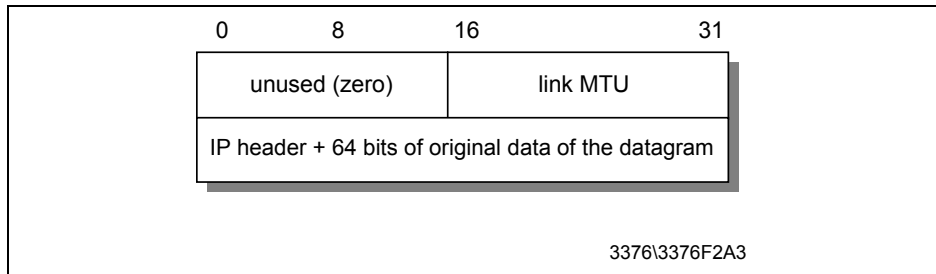 0 8 16 31
unused (zero) link MTU
IP header + 64 bits of original data of the datagram
3376\3376F2A3